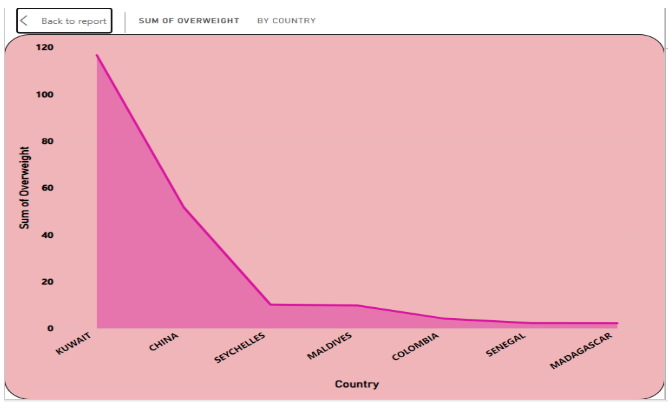 Back to report
SUM OF OVERWEIGHT BY COUNTRY
120
100
80
60
40
20
0
Sum of Overweight
KUWAIT
CHINA
SEYCHELLES
MALDIVES
COLOMBIA
SENEGAL
MADAGASCAR
Country